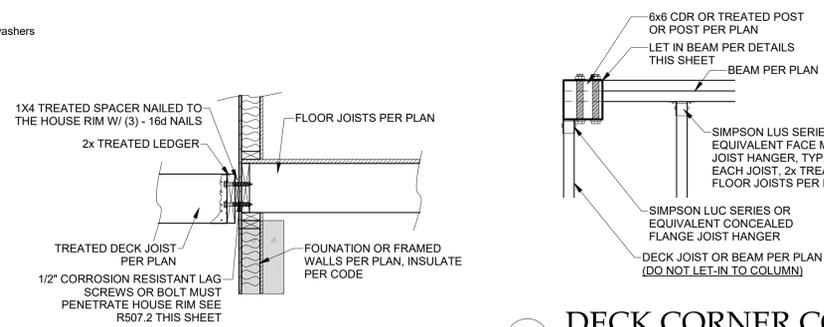 1X4 TREATED SPACER NAILED TO
THE HOUSE RIM W/ (3) - 16d NAILS
2x TREATED LEDGER
FLOOR JOISTS PER PLAN
TREATED DECK JOIST
PER PLAN
1/2" CORROSION RESISTANT LAG
SCREWS OR BOLT MUST
PENETRATE HOUSE RIM SEE
R507.2 THIS SHEET
FOUNATION OR FRAMED
WALLS PER PLAN, INSULATE
PER CODE
6x6 CDR OR TREATED POST
OR POST PER PLAN
LET IN BEAM PER DETAILS
THIS SHEET
BEAM PER PLAN
SIMPSON LUS
EQUIVALENT FACE
JOIST HANGER, TYP
EACH JOIST, 2x
FLOOR JOISTS PER
SIMPSON LUC SERIES OR
EQUIVALENT CONCEALED
FLANGE JOIST HANGER
DECK JOIST OR BEAM PER PLAN
(DO NOT LET-IN TO COLUMN)
DECK CORNER